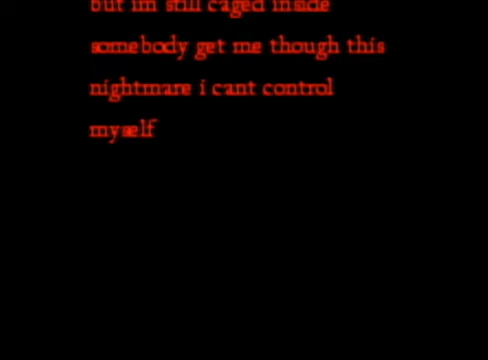 but im still caged inside
somebody get me though this
nightmare i cant control
myself